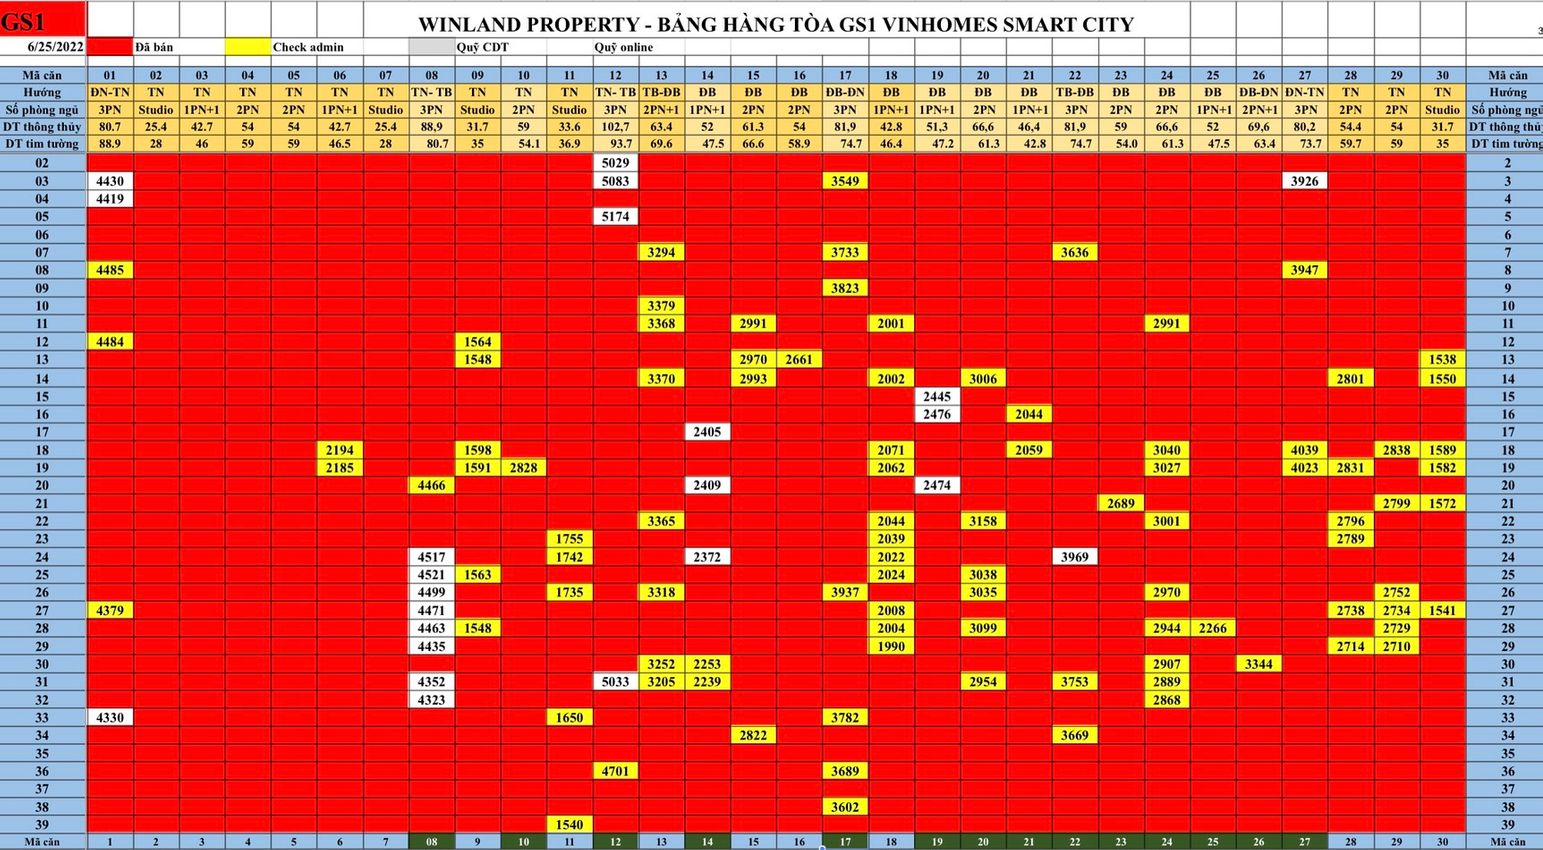 GS1 WINLAND PROPERTY - BẢNG HÀNG TÒA GS1 VINHOMES SMART CITY
6/25/2022 Đã bán Check admin Quỹ CDT Quỹ online 3
Mã căn 01 02 03 04 05 06 07 08 09 10 11 12 13 14 15 16 17 18 19 20 21 22 23 24 25 26 27 28 29 30 Mã căn
Hướng ĐN-TN TN TN TN TN TN TN TN- TB TN TN TN TN- TB TB-ĐB ĐB ĐB ĐB ĐB-ĐN ĐB ĐB ĐB ĐB TB-ĐB ĐB ĐB ĐB ĐB-ĐN ĐN-TN TN TN TN Hướng
Số phòng ngủ 3PN Studio 1PN+1 2PN 2PN 1PN+1 Studio 3PN Studio 2PN Studio 3PN 2PN+1 1PN+1 2PN 2PN 3PN 1PN+1 1PN+1 2PN 1PN+1 3PN 2PN 2PN 1PN+1 2PN+1 3PN 2PN 2PN Studio Số phòng ngủ
DT thông thủy 80.7 25.4 42.7 54 54 42.7 25.4 88,9 31.7 59 33.6 102,7 63.4 52 61.3 54 81,9 42.8 51,3 66,6 46,4 81,9 59 66,6 52 69,6 80,2 54.4 54 31.7 DT thông thủy
DT tim tường 88.9 28 46 59 59 46.5 28 80.7 35 54.1 36.9 93.7 69.6 47.5 66.6 58.9 74.7 46.4 47.2 61.3 42.8 74.7 54.0 61.3 47.5 63.4 73.7 59.7 59 35 DT tim tường
02 5029 2
03 4430 5083 3549 3926 3
04 4419 4
05 5174 5
06 6
07 3294 3733 3636 7
08 4485 3947 8
09 3823 9
10 3379 10
11 3368 2991 2001 2991 11
12 4484 1564 12
13 1548 2970 2661 1538 13
14 3370 2993 2002 3006 2801 1550 14
15 2445 15
16 2476 2044 16
17 2405 17
18 2194 1598 2071 2059 3040 4039 2838 1589 18
19 2185 1591 2828 2062 3027 4023 2831 1582 19
20 4466 2409 2474 20
21 2689 2799 1572 21
22 3365 2044 3158 3001 2796 22
23 1755 2039 2789 23
24 4517 1742 2372 2022 3969 24
25 4521 1563 2024 3038 25
26 4499 1735 3318 3937 3035 2970 2752 26
27 4379 4471 2008 2738 2734 1541 27
28 4463 1548 2004 3099 2944 2266 2729 28
29 4435 1990 2714 2710 29
30 3252 2253 2907 3344 30
31 4352 5033 3205 2239 2954 3753 2889 31
32 4323 2868 32
33 4330 1650 3782 33
34 2822 3669 34
35 35
36 4701 3689 36
37 37
38 3602 38
39 1540 39
Mã căn 1 2 3 4 5 6 7 08 9 10 11 12 13 14 15 16 17 18 19 20 21 22 23 24 25 26 27 28 29 30 Mã căn